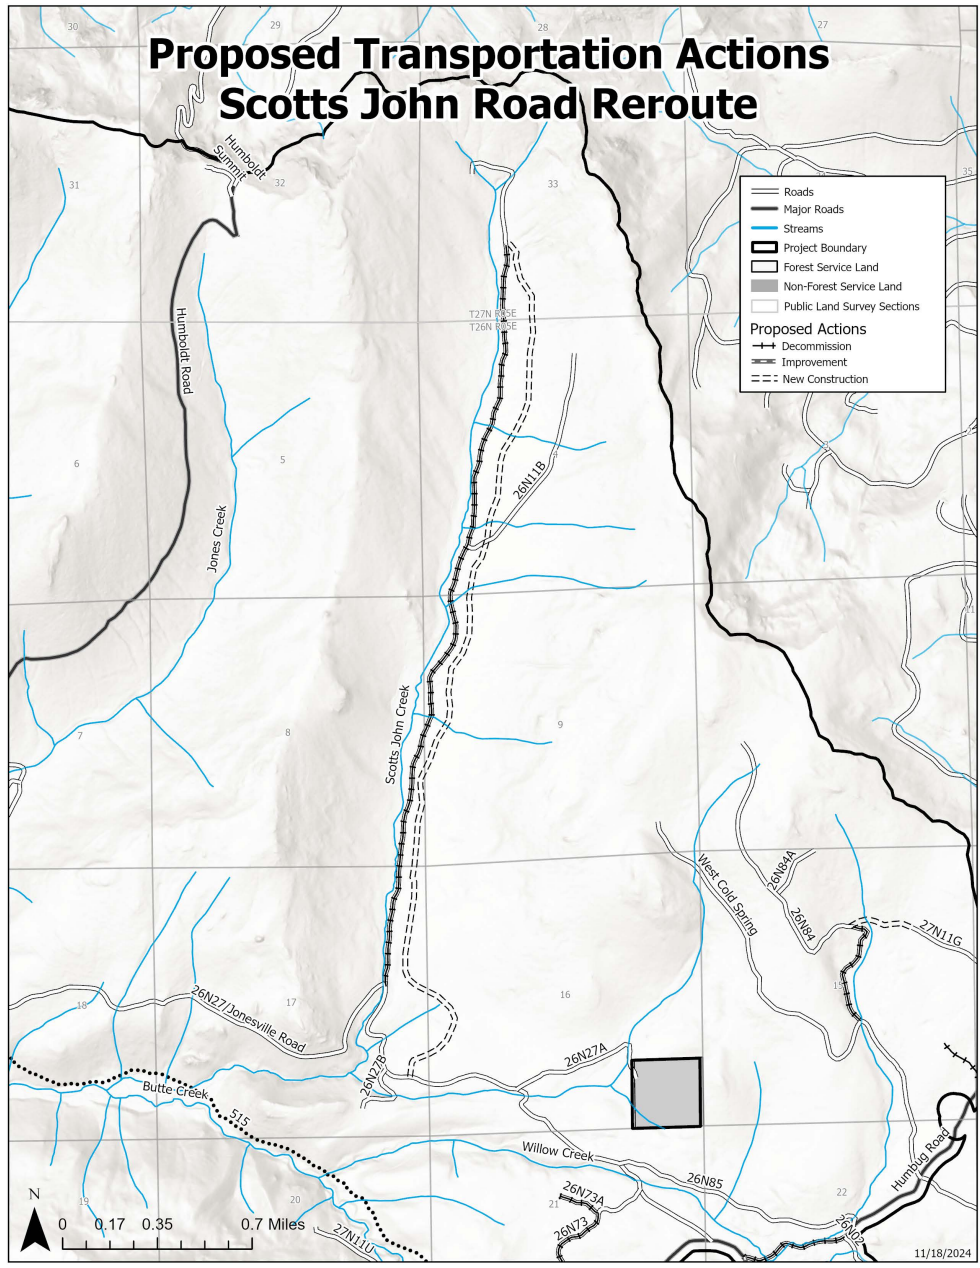 30
29
28
27
Proposed Transportation Actions
Scotts John Road Reroute
Humboldt
Summit
31
32
33
35
Roads
Major Roads
Streams
Project Boundary
Forest Service Land
Non-Forest Service Land
Public Land Survey Sections
Proposed Actions
Decommission
Improvement
New Construction
T27N R05E
T26N R05E
Humboldt Road
6
5
4
3
26N11B
Jones Creek
11
Scotts John Creek
7
8
9
West Cold Spring
26N84A
26N84
27N11G
18
26N27/Jonesville Road
17
16
15
26N27B
26N27A
Butte Creek
515
Willow Creek
Humbug Road
26N85
19
20
21
22
26N73A
26N73
26N02
27N11U
N
0 0.17 0.35 0.7 Miles
11/18/2024